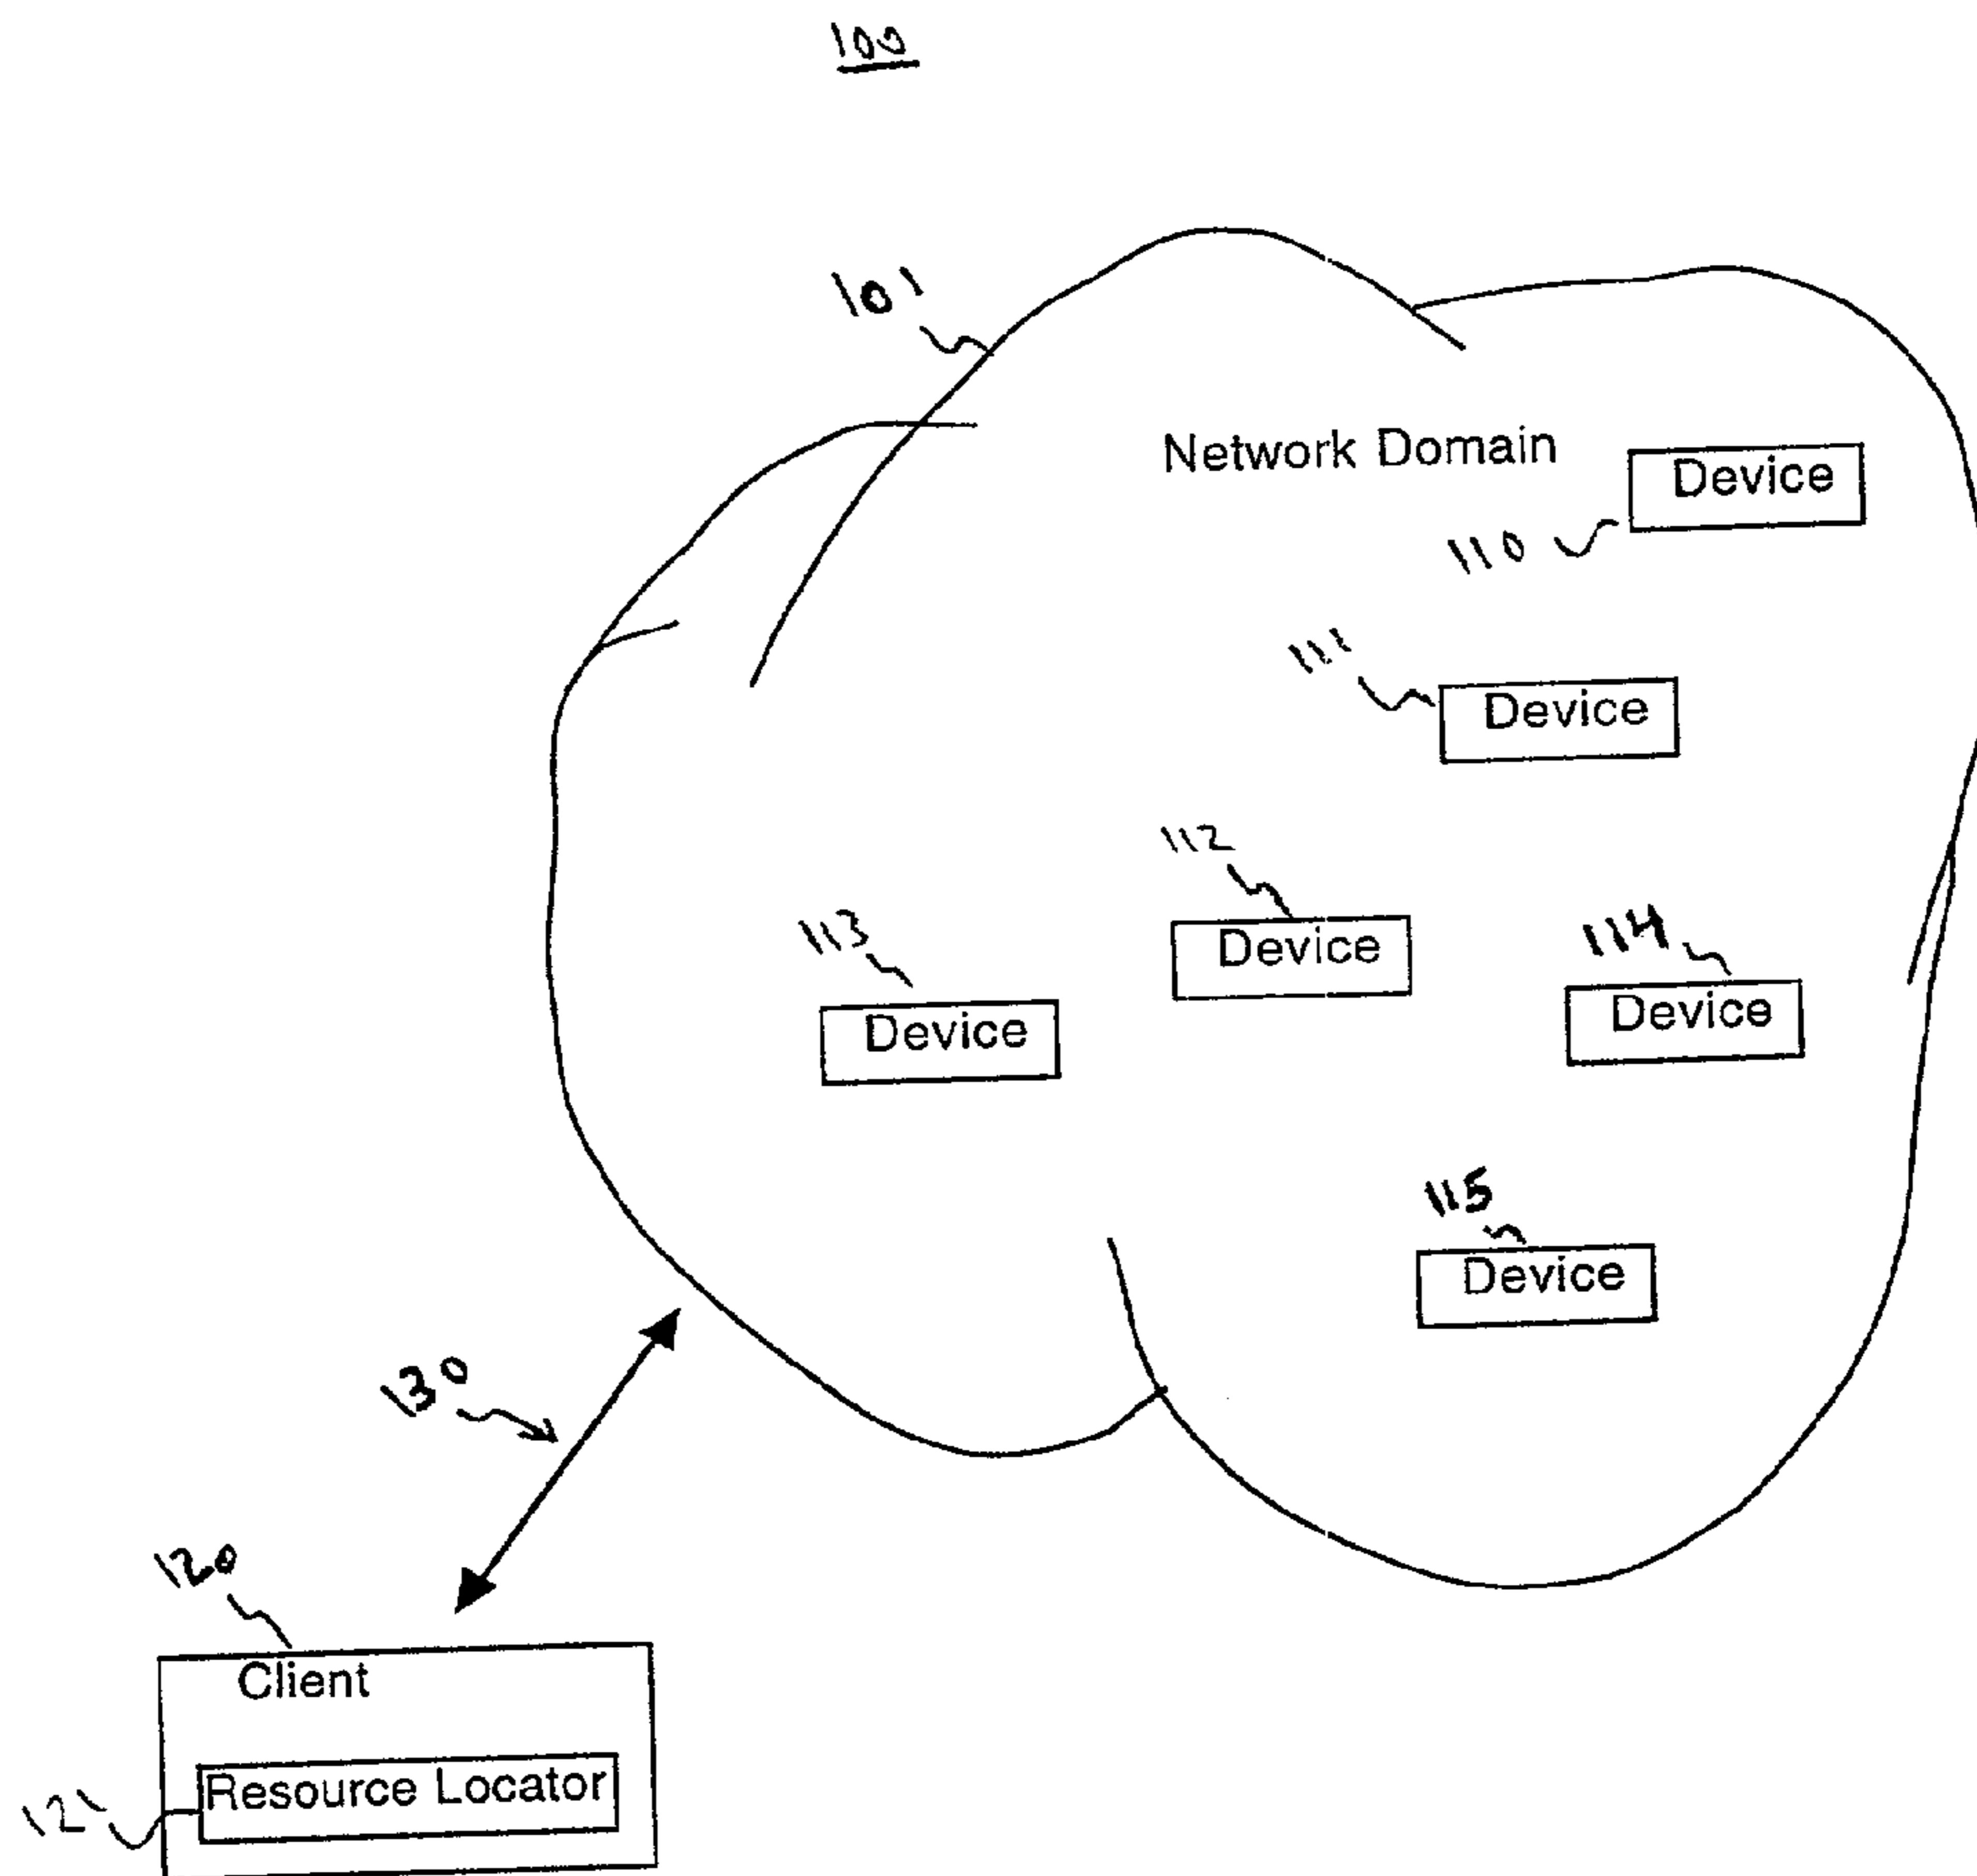 100
101
Network Domain
Device
110
111
Device
112
113
114
Device
Device
Device
115
Device
130
120
Client
Resource Locator
121